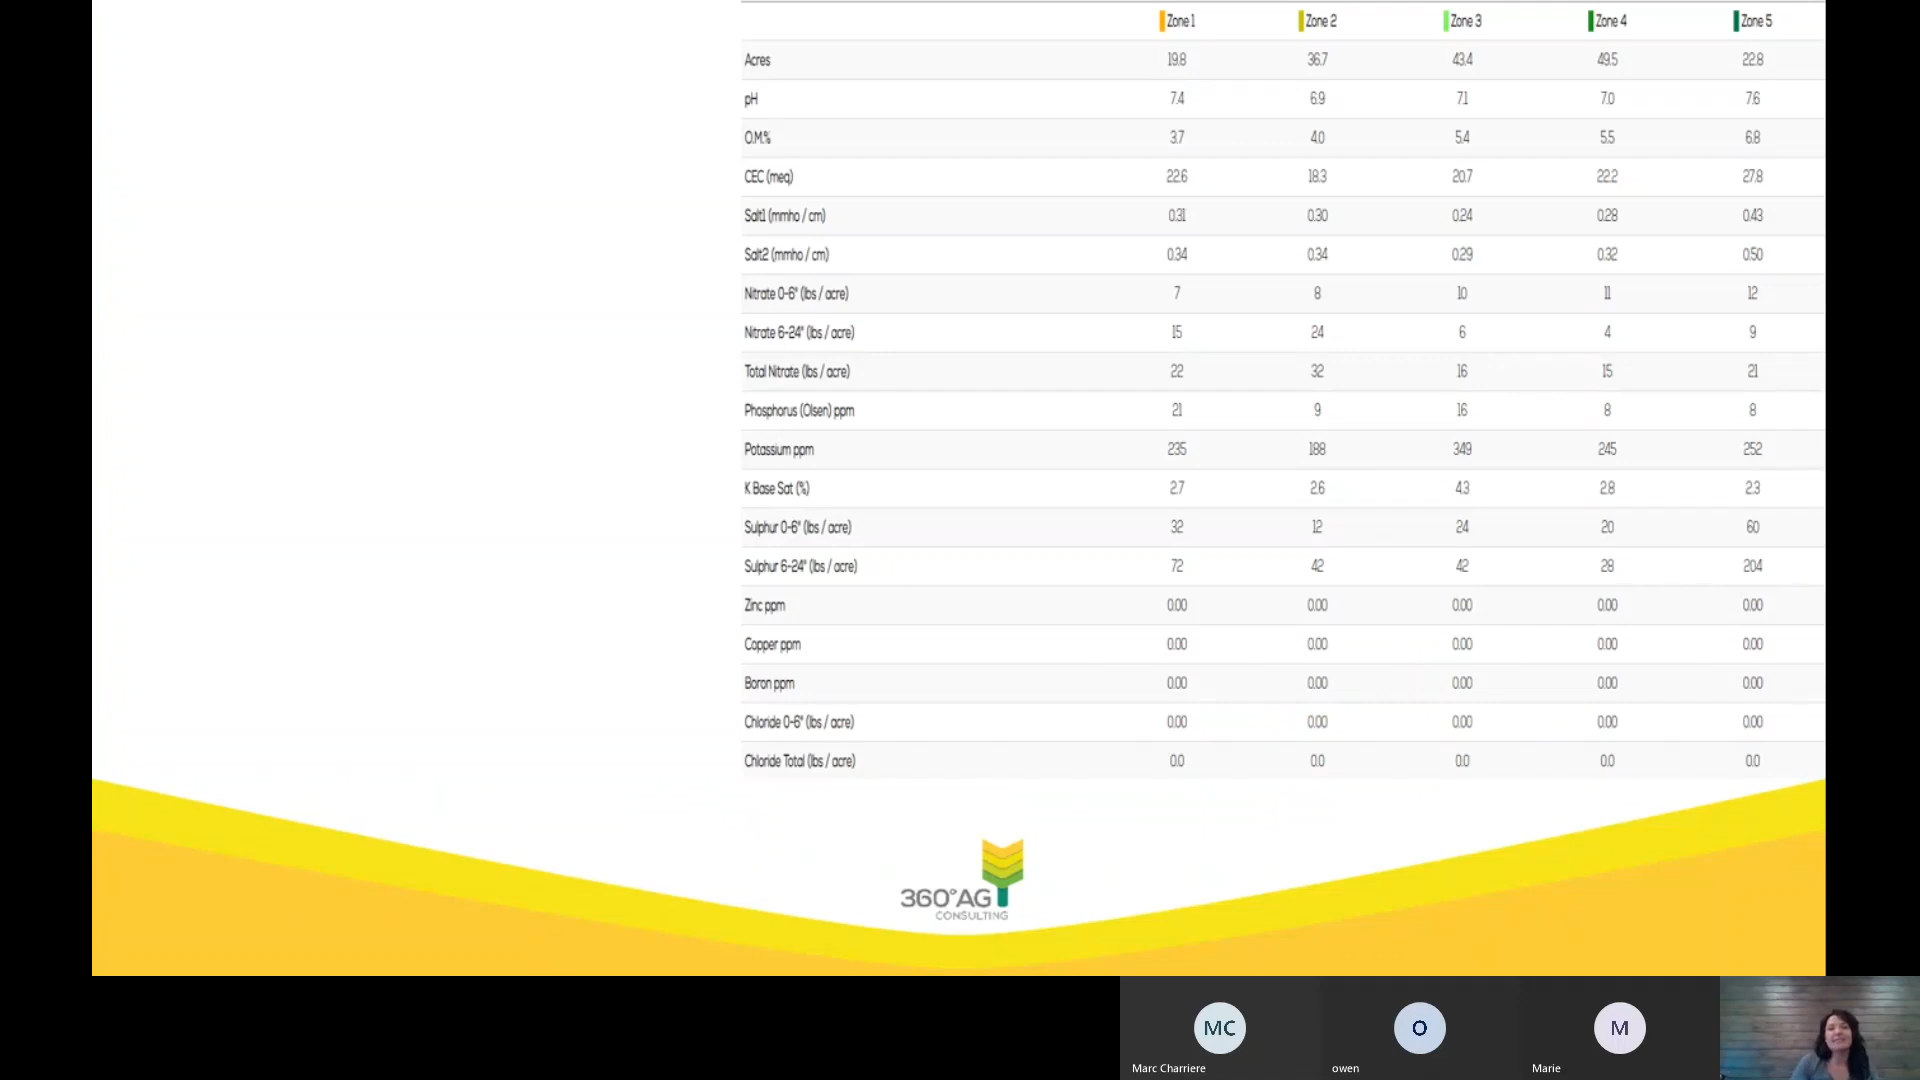 Zone 1 Zone 2 Zone 3 Zone 4 Zone 5
Acres 19.8 36.7 43.4 49.5 22.8
pH 7.4 6.9 7.1 7.0 7.6
O.M.% 3.7 4.0 5.4 5.5 6.8
CEC (meq) 22.6 18.3 20.7 22.2 27.8
Salt1 (mmho / cm) 0.31 0.30 0.24 0.28 0.43
Salt2 (mmho / cm) 0.34 0.34 0.29 0.32 0.50
Nitrate 0-6" (lbs / acre) 7 8 10 11 12
Nitrate 6-24" (lbs / acre) 15 24 6 4 9
Total Nitrate (lbs / acre) 22 32 16 15 21
Phosphorus (Olsen) ppm 21 9 16 8 8
Potassium ppm 235 188 349 245 252
K Base Sat (%) 2.7 2.6 4.3 2.8 2.3
Sulphur 0-6" (lbs / acre) 32 12 24 20 60
Sulphur 6-24" (lbs / acre) 72 42 42 28 204
Zinc ppm 0.00 0.00 0.00 0.00 0.00
Copper ppm 0.00 0.00 0.00 0.00 0.00
Boron ppm 0.00 0.00 0.00 0.00 0.00
Chloride 0-6" (lbs / acre) 0.00 0.00 0.00 0.00 0.00
Chloride Total (lbs / acre) 0.0 0.0 0.0 0.0 0.0
360°AG
CONSULTING
MC O M
Marc Charriere owen Marie